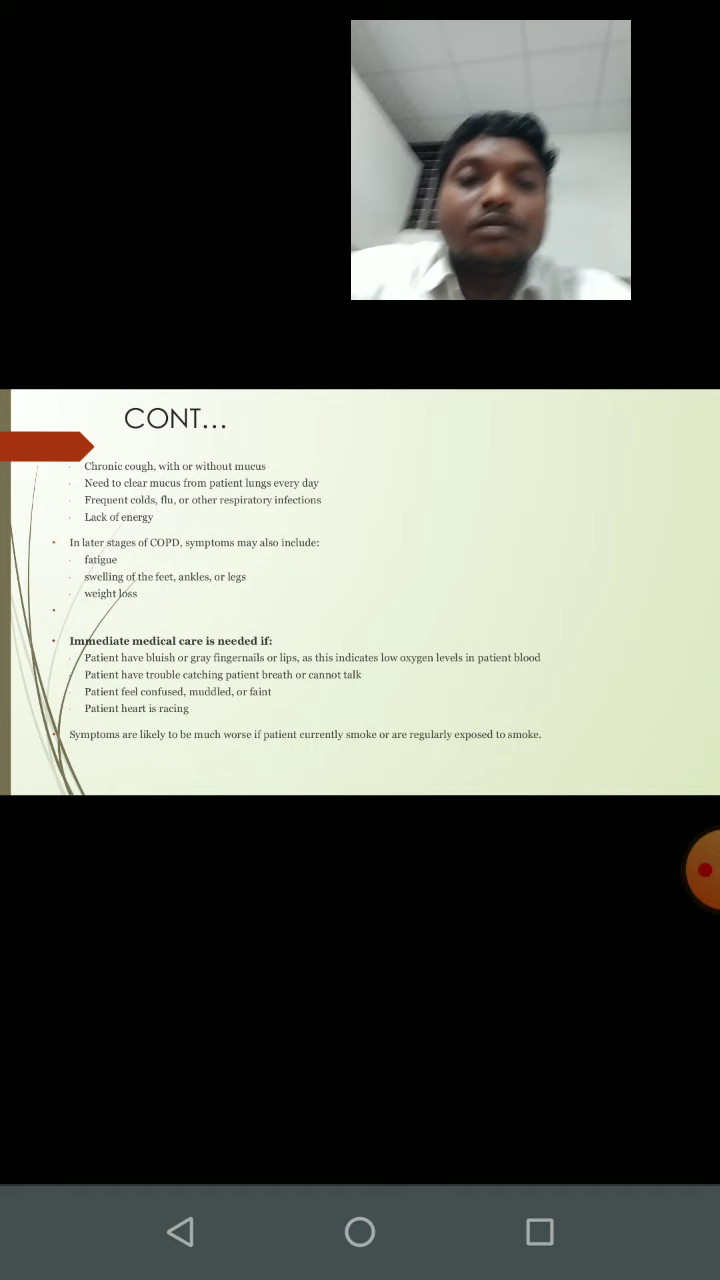 CONT...
Chronic cough, with or without mucus
Need to clear mucus from patient lungs every day
Frequent colds, flu, or other respiratory infections
Lack of energy
In later stages of COPD, symptoms may also include:
fatigue
swelling of the feet, ankles, or legs
weight loss
Immediate medical care is needed if:
Patient have bluish or gray fingernails or lips, as this indicates low oxygen levels in patient blood
Patient have trouble catching patient breath or cannot talk
Patient feel confused, muddled, or faint
Patient heart is racing
Symptoms are likely to be much worse if patient currently smoke or are regularly exposed to smoke.